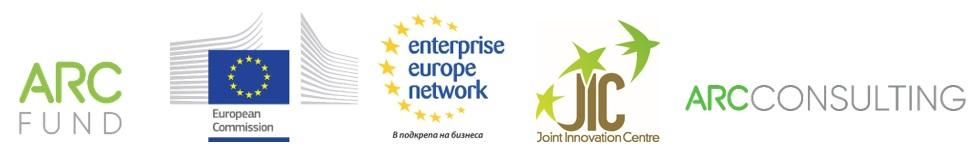 ARC
FUND
European
Commission
enterprise
europe
network
В подкрепа на бизнеса
JIC
Joint Innovation Centre
ARCCONSULTING